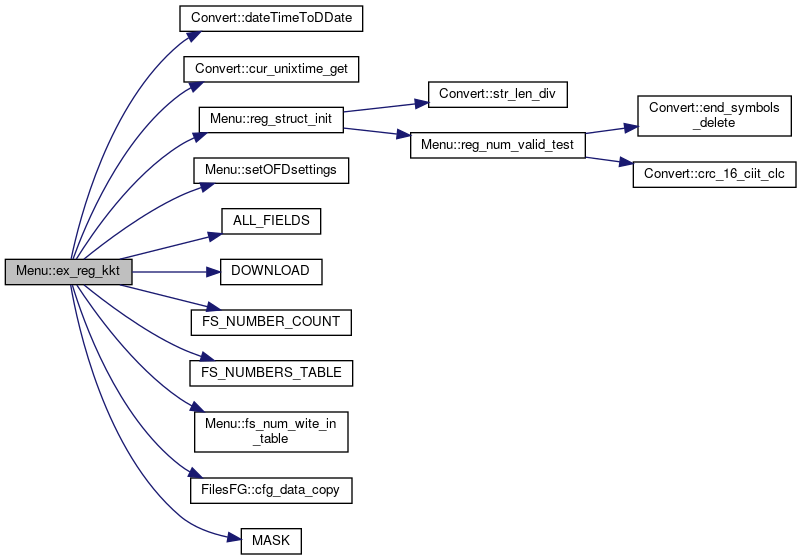 Convert::dateTimeToDDate
Convert::cur_unixtime_get
Menu::reg_struct_init
Convert::str_len_div
Convert::end_symbols
_delete
Menu::reg_num_valid_test
Convert::crc_16_ciit_clc
Menu::setOFDsettings
ALL_FIELDS
Menu::ex_reg_kkt
DOWNLOAD
FS_NUMBER_COUNT
FS_NUMBERS_TABLE
Menu::fs_num_wite_in
_table
FilesFG::cfg_data_copy
MASK